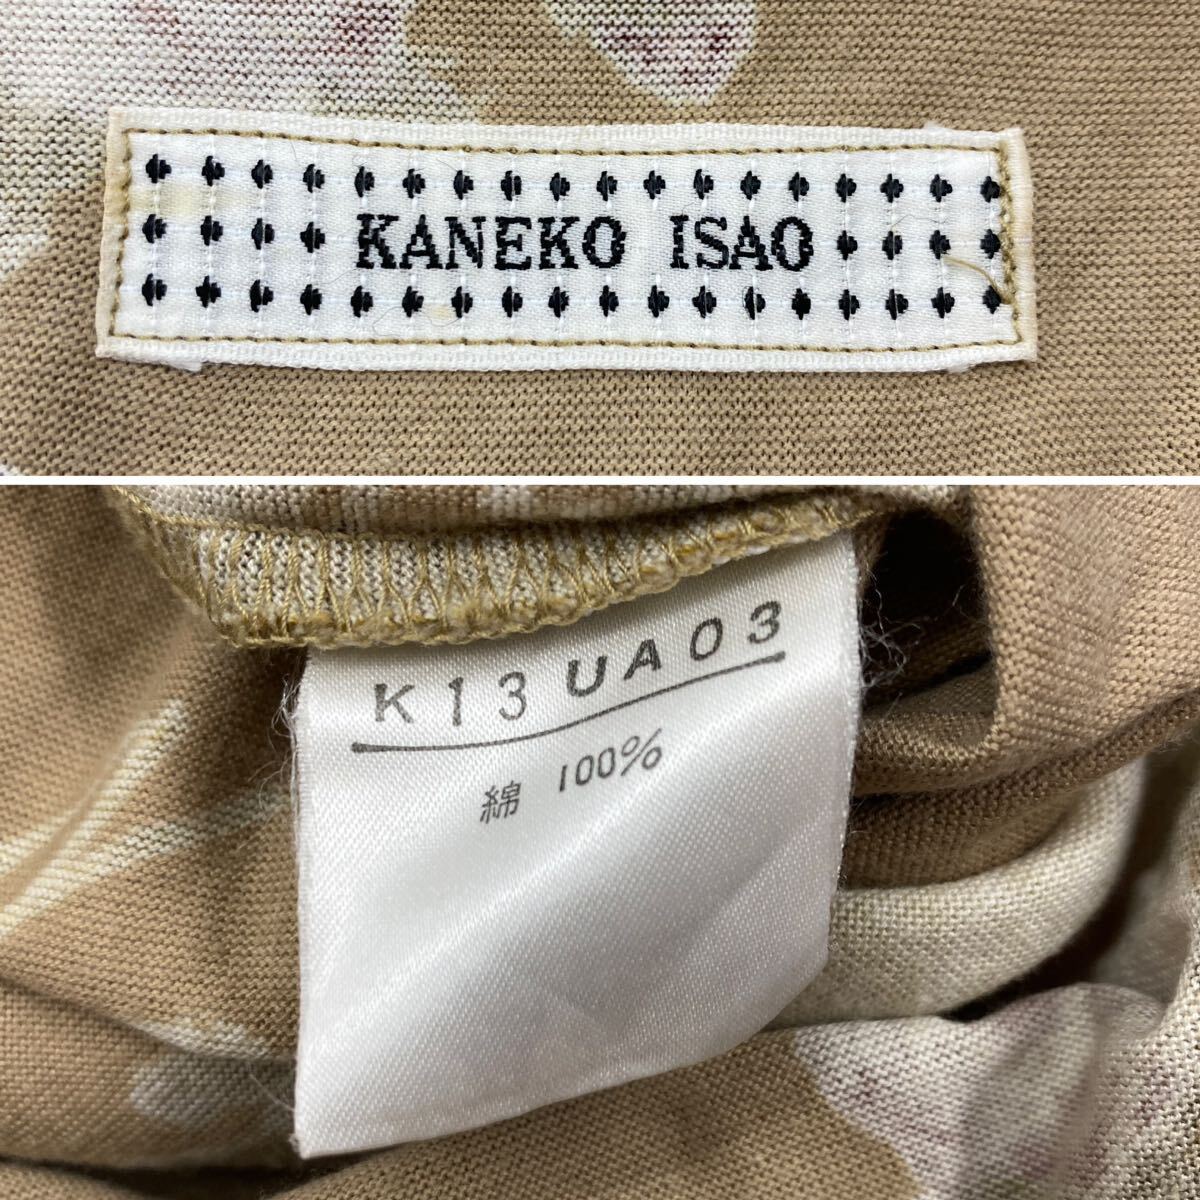 KANEKO ISAO
K13UA03
綿 100%